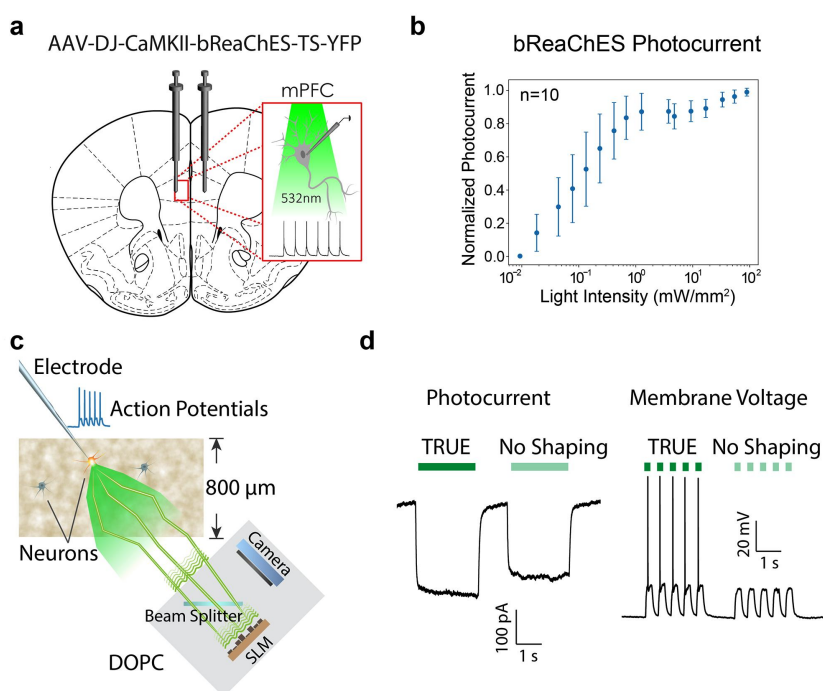 a
AAV-DJ-CaMKII-bReaChES-TS-YFP
mPFC
532nm
b
bReaChES Photocurrent
n=10
Normalized Photocurrent
1.0
0.8
0.6
0.4
0.2
0.0
10⁻²
10⁻¹
10⁰
10¹
10²
Light Intensity (mW/mm²)
c
Electrode
Action Potentials
800 μm
Neurons
Camera
Beam Splitter
SLM
DOPC
d
Photocurrent
TRUE
No Shaping
100 pA
1 s
Membrane Voltage
TRUE
No Shaping
20 mV
1 s